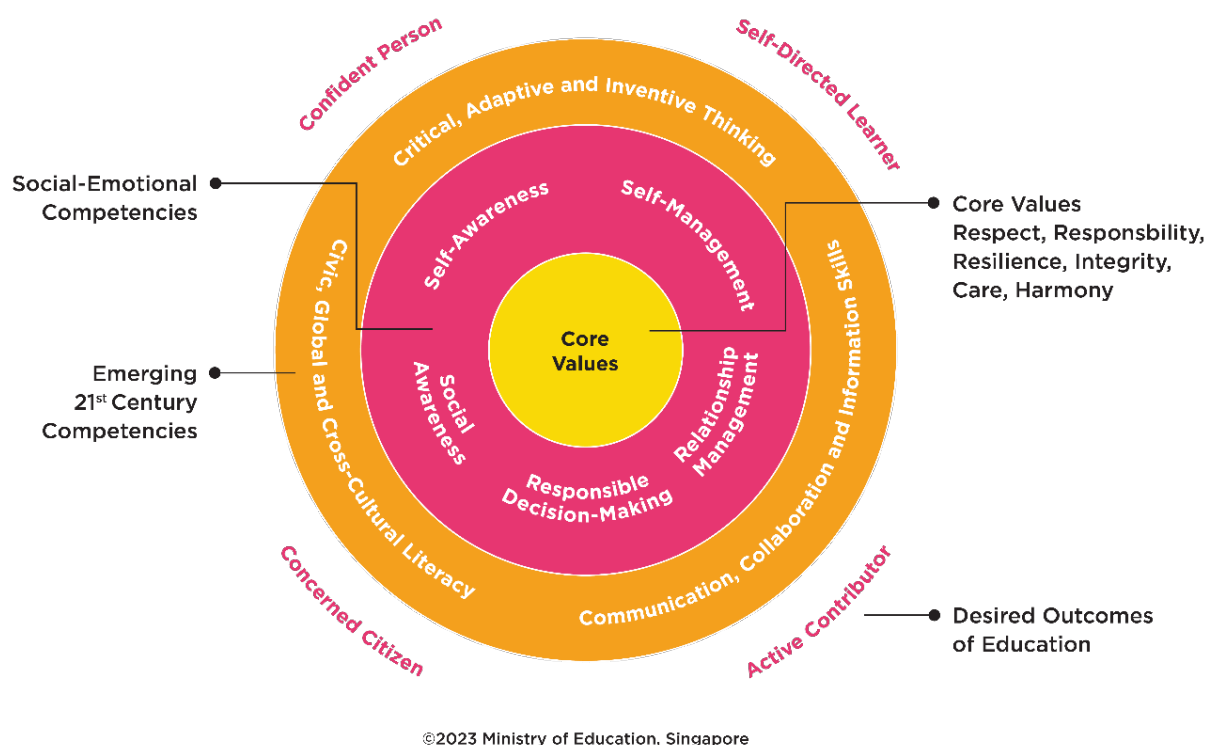 Confident Person
Self-Directed Learner
Critical, Adaptive and Inventive Thinking
Social-Emotional
Competencies
Self-Awareness
Self-Management
Core Values
Respect, Responsbility,
Resilience, Integrity,
Care, Harmony
Civic, Global and Cross-Cultural Literacy
Communication, Collaboration and Information Skills
Core
Values
Emerging
21st Century
Competencies
Social
Awareness
Relationship
Management
Responsible
Decision-Making
Concerned Citizen
Active Contributor
Desired Outcomes
of Education
©2023 Ministry of Education, Singapore